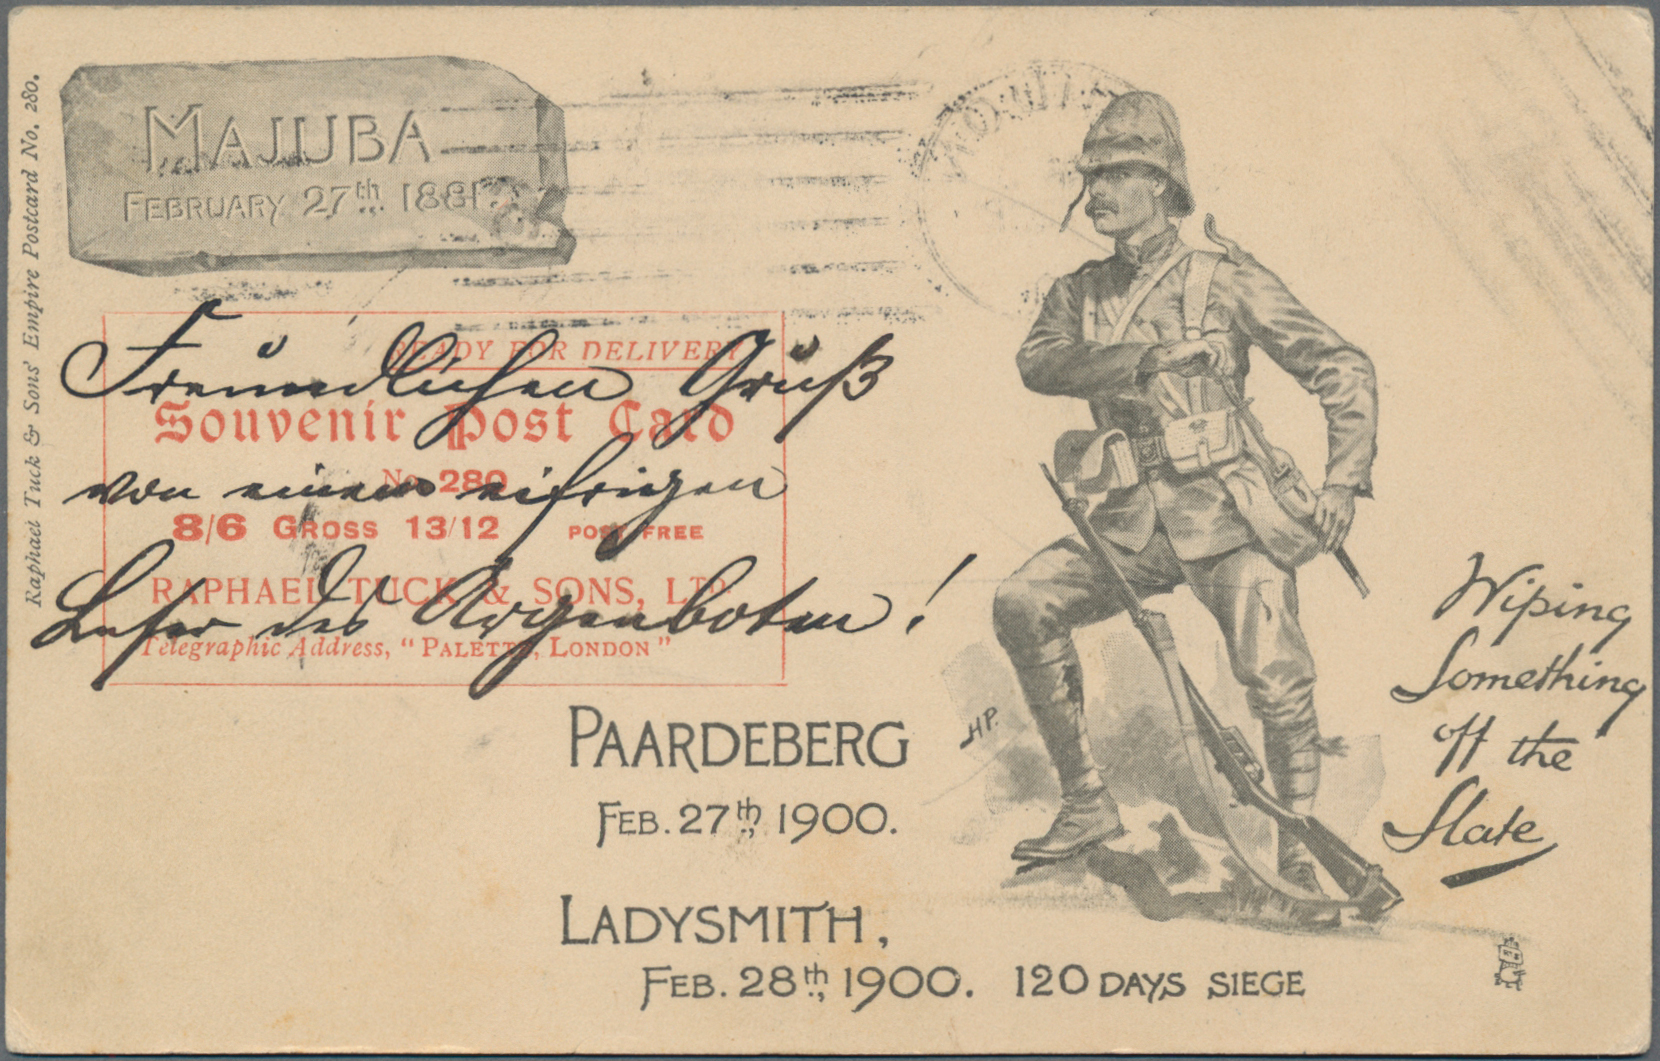 Raphael Tuck & Sons' Empire Postcard No. 280.
MAJUBA
FEBRUARY 27th 1881
READY FOR DELIVERY
Souvenir Post Card
No. 280
8/6 GROSS 13/12 POST FREE
RAPHAEL TUCK & SONS, LTD.
Telegraphic Address, "PALETTE, LONDON"
Freundlichen Gruß
von einem eifrigen
Leser des Argenboten!
PAARDEBERG
FEB. 27th, 1900.
LADYSMITH,
FEB. 28th, 1900. 120 DAYS SIEGE
H.P.
Wiping
Something
off the
Slate